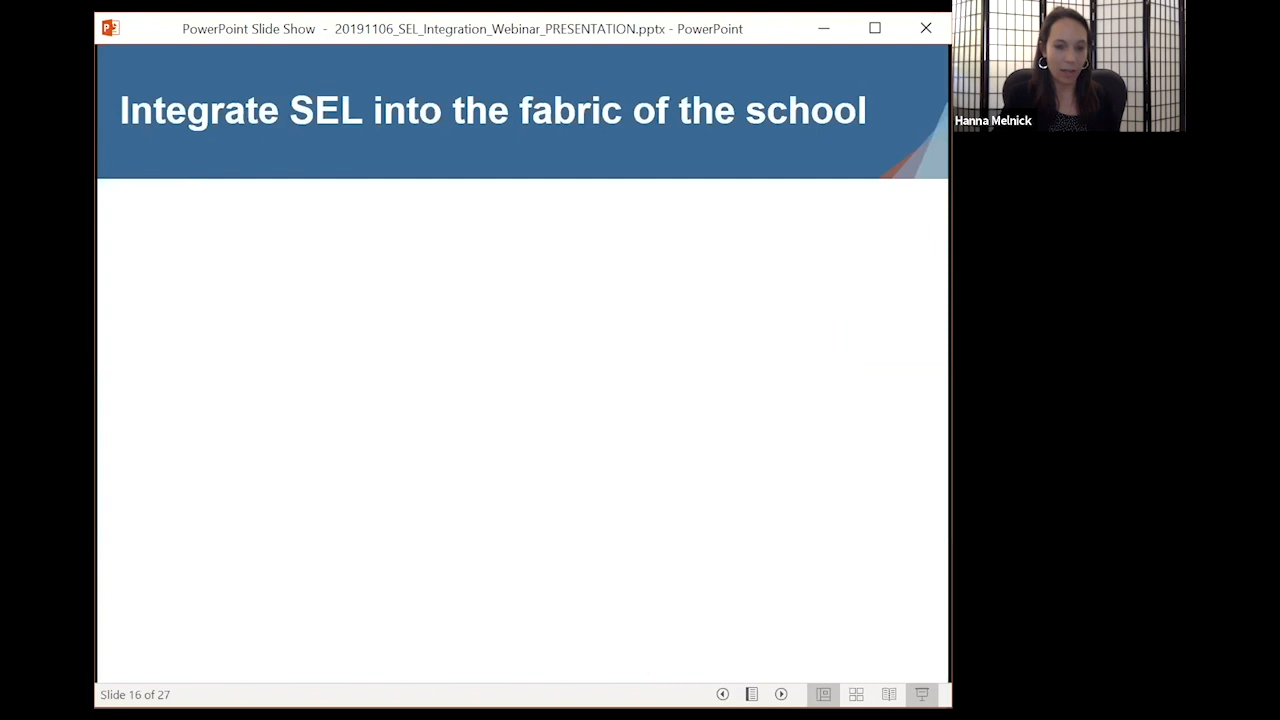 PowerPoint Slide Show - 20191106_SEL_Integration_Webinar_PRESENTATION.pptx - PowerPoint
Hanna Melnick
Integrate SEL into the fabric of the school
Slide 16 of 27